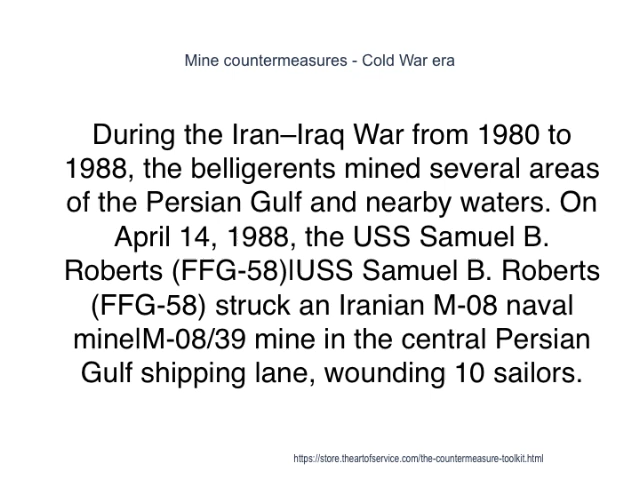 Mine countermeasures - Cold War era
During the Iran–Iraq War from 1980 to
1988, the belligerents mined several areas
of the Persian Gulf and nearby waters. On
April 14, 1988, the USS Samuel B.
Roberts (FFG-58)|USS Samuel B. Roberts
(FFG-58) struck an Iranian M-08 naval
mine|M-08/39 mine in the central Persian
Gulf shipping lane, wounding 10 sailors.
https://store.theartofservice.com/the-countermeasure-toolkit.html